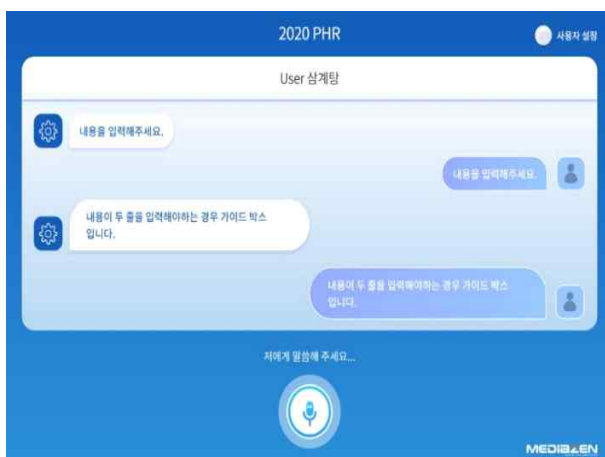 2020 PHR
사용자 설정
User 삼계탕
내용을 입력해주세요.
내용을 입력해주세요.
내용이 두 줄을 입력해야하는 경우 가이드 박스
입니다.
내용이 두 줄을 입력해야하는 경우 가이드 박스
입니다.
저에게 말씀해 주세요...
MEDIAZEN